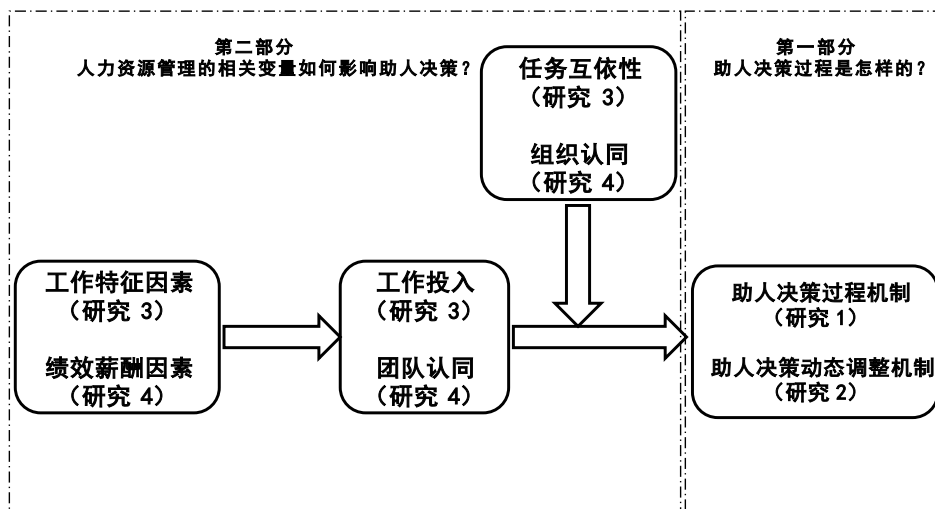 第二部分
人力资源管理的相关变量如何影响助人决策？
任务互依性
（研究 3）
组织认同
（研究 4）
第一部分
助人决策过程是怎样的？
工作特征因素
（研究 3）
绩效薪酬因素
（研究 4）
工作投入
（研究 3）
团队认同
（研究 4）
助人决策过程机制
（研究 1）
助人决策动态调整机制
（研究 2）